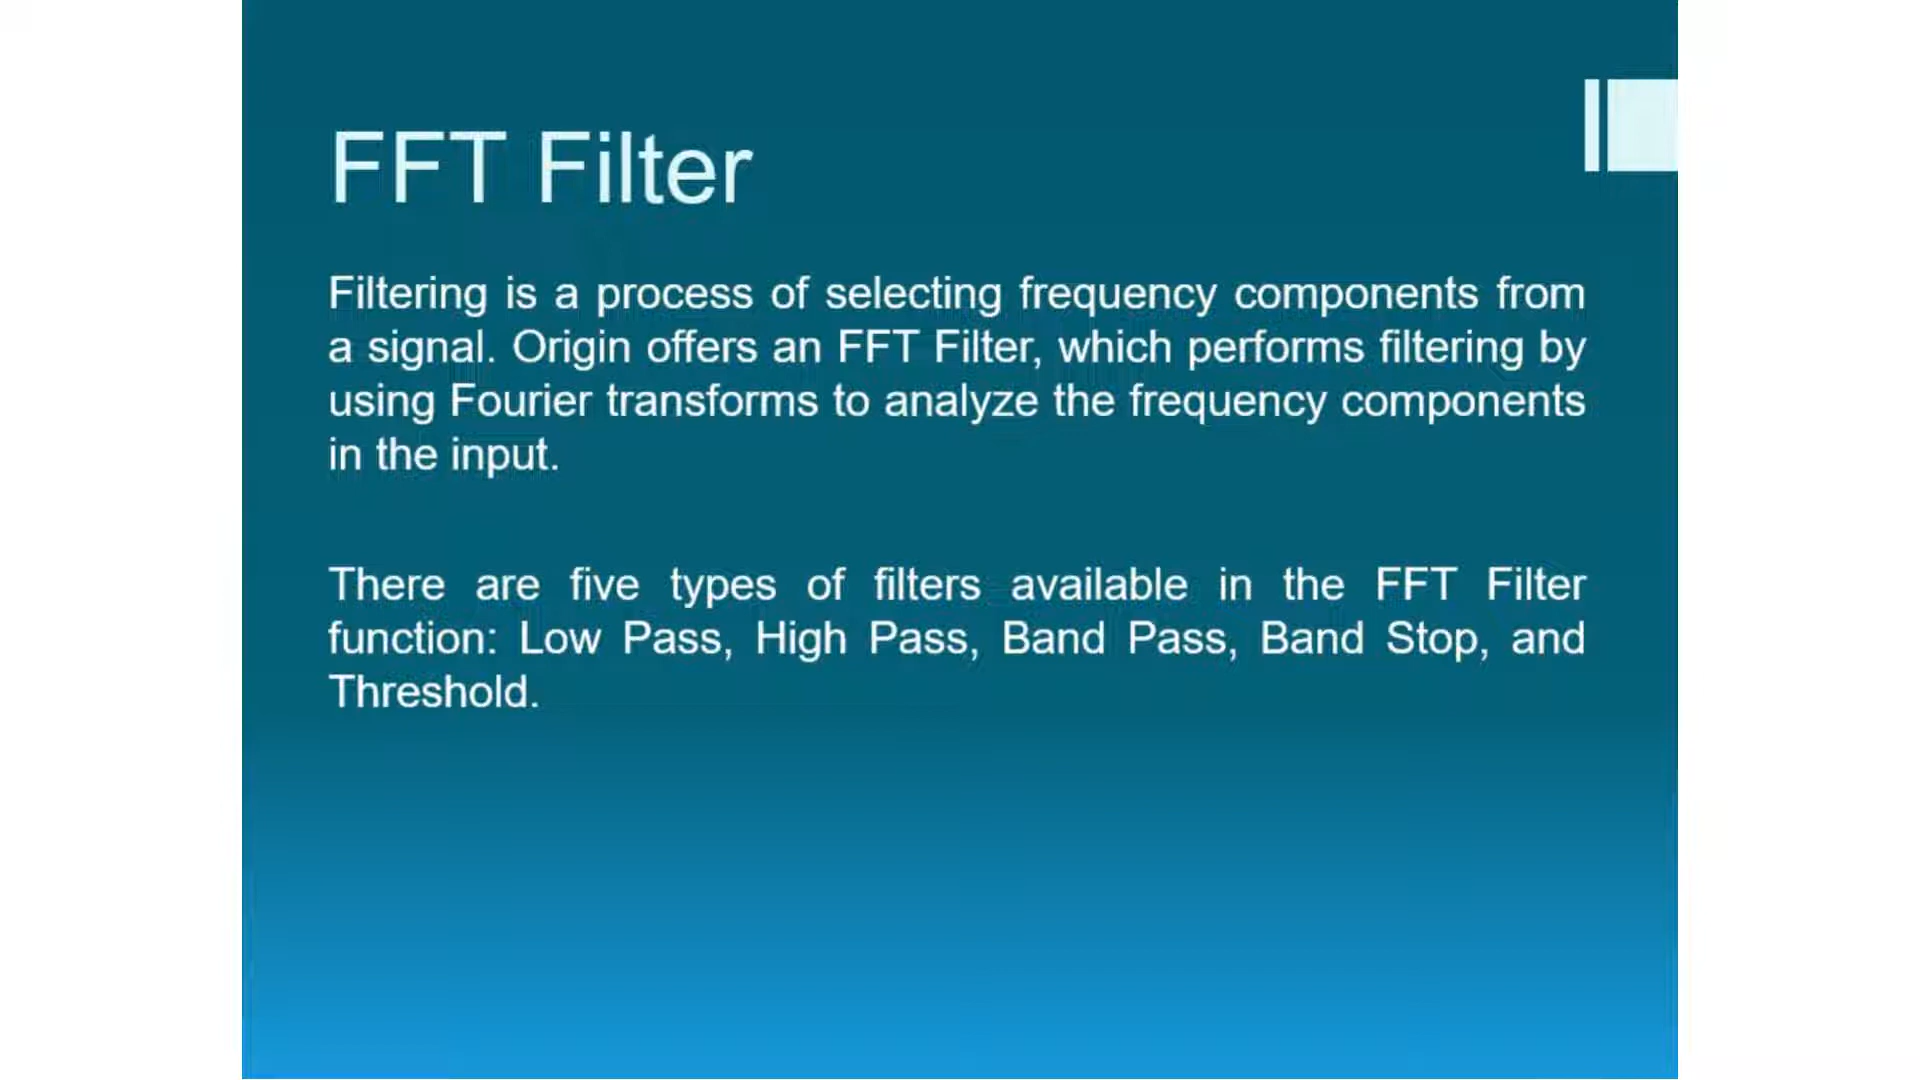 FFT Filter
Filtering is a process of selecting frequency components from
a signal. Origin offers an FFT Filter, which performs filtering by
using Fourier transforms to analyze the frequency components
in the input.
There are five types of filters available in the FFT Filter
function: Low Pass, High Pass, Band Pass, Band Stop, and
Threshold.